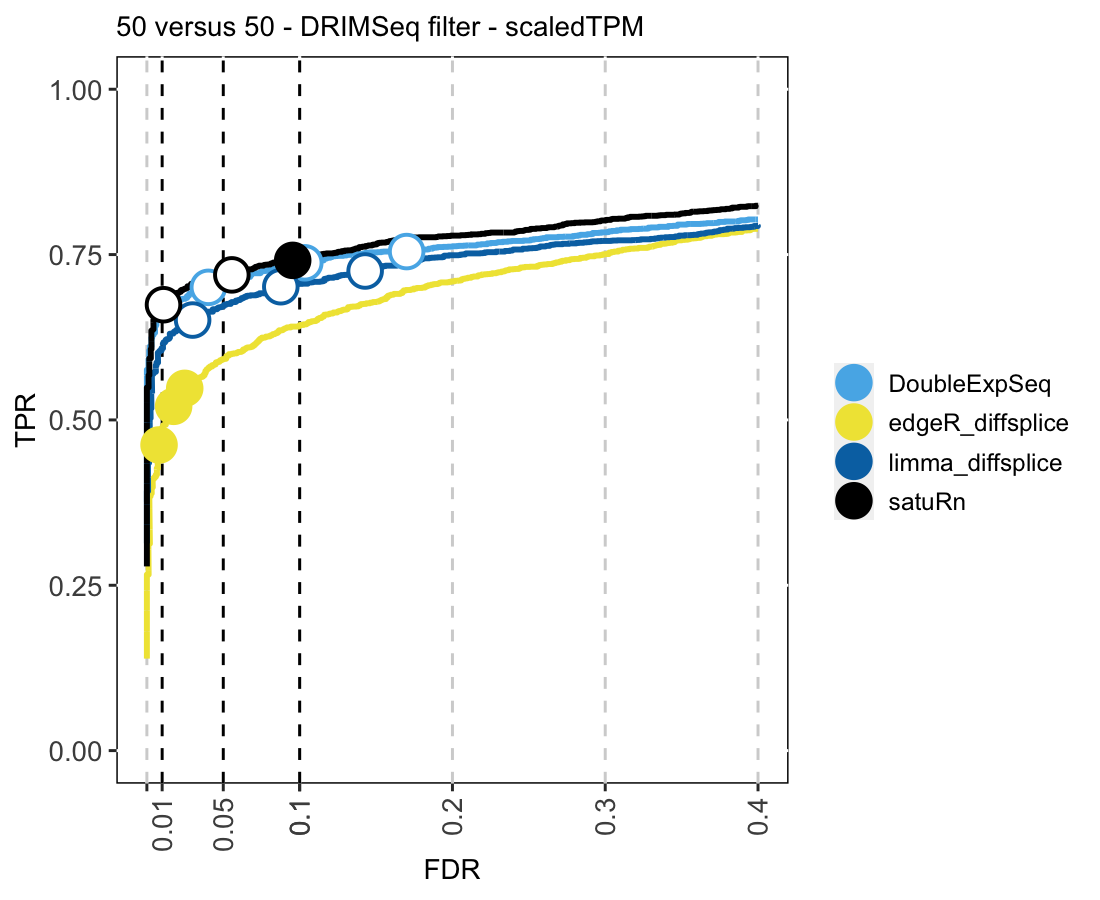 50 versus 50 - DRIMSeq filter - scaledTPM
1.00
0.75
0.50
0.25
0.00
TPR
0.01
0.05
0.1
0.2
0.3
0.4
FDR
DoubleExpSeq
edgeR_diffsplice
limma_diffsplice
satuRn